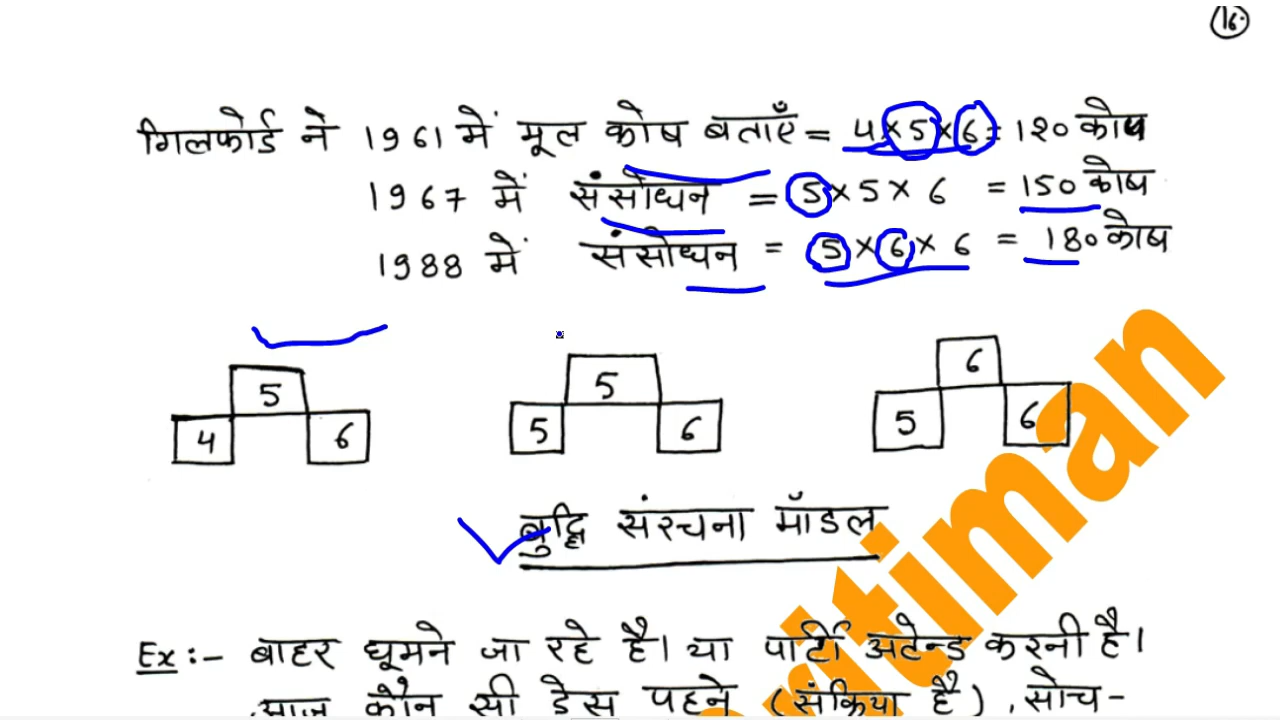 16.
गिलफोर्ड ने 1961 में मूल कोष बताएँ = 4×5×6 = 120 कोष
1967 में संसोधन = 5×5×6 = 150 कोष
1988 में संसोधन = 5×6×6 = 180 कोष
5 5 6
4 6 5 6 5 6
बुद्धि संरचना मॉडल
Ex:- बाहर घूमने जा रहे है। या पार्टी अटेन्ड करनी है।
आज कौन सी ड्रेस पहने (संक्रिया है), सोच-